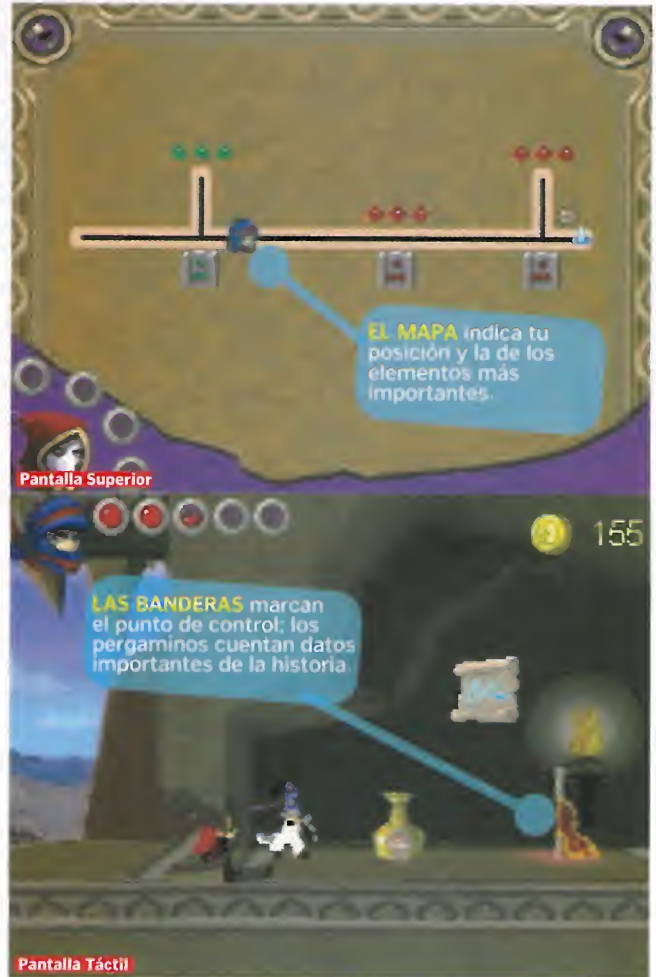 EL MAPA indica tu
posición y la de los
elementos más
importantes.
Pantalla Superior
155
LAS BANDERAS marcan
el punto de control; los
pergaminos cuentan datos
importantes de la historia.
Pantalla Táctil